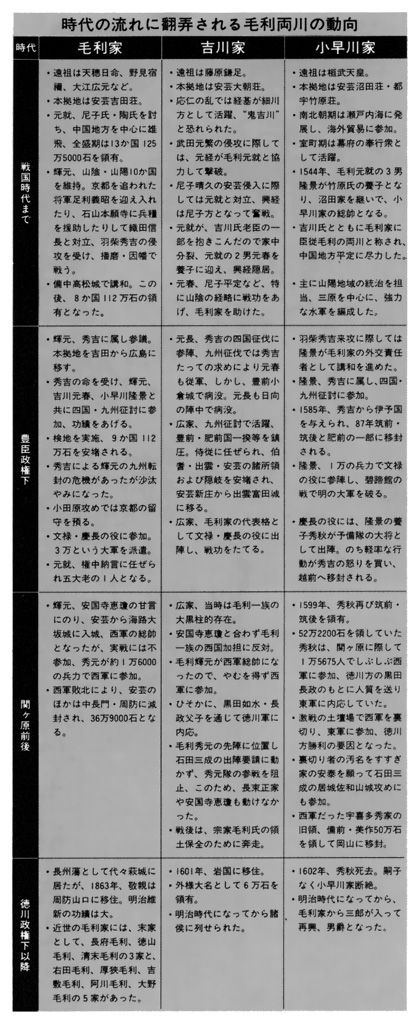 時代の流れに翻弄される毛利両川の動向
時代
毛利家
吉川家
小早川家
戦国時代まで
・遠祖は天穂日命、野見宿
禰、大江広元など。
・本拠地は安芸吉田荘。
・元就、尼子氏・陶氏を討
ち、中国地方を中心に雄
飛、全盛期は13か国125
万5000石を領有。
・輝元、山陰・山陽10か国
を維持。京都を追われた
将軍足利義昭を迎え入れ
たり、石山本願寺に兵糧
を援助したりして織田信
長と対立、羽柴秀吉の侵
攻を受け、播磨・因幡で
戦う。
・備中高松城で講和。この
後、8か国112万石の領
有となった。
・遠祖は藤原鎌足。
・本拠地は安芸大朝荘。
・応仁の乱では経基が細川
方として活躍、“鬼吉川”
と恐れられた。
・武田元繁の侵攻に際して
は、元経が毛利元就と協
力して撃破。
・尼子晴久の安芸侵入に際
しては元就と対立、興経
は尼子方となって奮戦。
・元就が、吉川氏老臣の一
部を抱きこんだので家中
分裂、元就の2男元春を
養子に迎え、興経隠居。
・元春、尼子平定など、特
に山陰の経略に戦功をあ
げ、毛利家を助けた。
・遠祖は桓武天皇。
・本拠地は安芸沼田荘・都
宇竹原荘。
・南北朝期は瀬戸内海に発
展し、海外貿易に参加。
・室町期は幕府の奉行衆と
して活躍。
・1544年、毛利元就の3男
隆景が竹原氏の養子とな
り、沼田家を継いで、小
早川家の総帥となる。
・吉川氏とともに毛利家に
臣従毛利の両川と称され、
中国地方平定に尽力した。
・主に山陽地域の統治を担
当、三原を中心に、強力
な水軍を編成した。
豊臣政権下
・輝元、秀吉に属し参議。
本拠地を吉田から広島に
移す。
・秀吉の命を受け、輝元、
吉川元春、小早川隆景と
共に四国・九州征討に参
加、功績をあげる。
・検地を実施、9か国112
万石を安堵される。
・秀吉による輝元の九州転
封の危機があったが沙汰
やみになった。
・小田原攻めでは京都の留
守を預る。
・文禄・慶長の役に参加。
3万という大軍を派遣。
・元就、権中納言に任ぜら
れ五大老の1人となる。
・元長、秀吉の四国征伐に
参陣、九州征伐では秀吉
たっての求めにより元春
も従軍、しかし、豊前小
倉城で病没。元長も日向
の陣中で病没。
・広家、九州征討で活躍、
豊前・肥前国一揆等を鎮
圧。侍従に任ぜられ、伯
耆・出雲・安芸の諸所領
および隠岐を安堵され、
安芸新庄から出雲富田城
に移る。
・広家、毛利家の代表格と
して文禄・慶長の役に出
陣し、戦功をたてる。
・羽柴秀吉来攻に際しては
隆景が毛利家の外交責任
者として講和を進めた。
・隆景、秀吉に属し、四国・
九州征討に参加。
・1585年、秀吉から伊予国
を与えられ、87年筑前・
筑後と肥前の一部に移封
される。
・隆景、1万の兵力で文禄
の役に参陣し、碧蹄館の
戦で明の大軍を破る。
・慶長の役には、隆景の養
子秀秋が予備隊の大将と
して出陣。のち軽率な行
動が秀吉の怒りを買い、
越前へ移封される。
関ヶ原前後
・輝元、安国寺恵瓊の甘言
にのり、安芸から海路大
坂城に入城、西軍の総帥
となったが、実戦には不
参加、秀元が約1万6000
の兵力で西軍に参加。
・西軍敗北により、安芸の
ほかは中長門・周防に減
封され、36万9000石とな
る。
・広家、当時は毛利一族の
大黒柱的存在。
・安国寺恵瓊と合わず毛利
一族の西国加担に反対。
・毛利輝元が西軍総帥にな
ったので、やむを得ず西
軍に参加。
・ひそかに、黒田如水・長
政父子を通じて徳川軍に
内応。
・毛利秀元の先陣に位置し
石田三成の出陣要請に動
かず、秀元隊の参戦を阻
止、このため、長束正家
や安国寺恵瓊も動けなか
った。
・戦後は、宗家毛利氏の領
土保全のために奔走。
・1599年、秀秋再び筑前・
筑後を領有。
・52万2200石を領していた
秀秋は、関ヶ原に際して
1万5675人でしぶしぶ西
軍に参加、徳川方の黒田
長政のもとに人質を送り
東軍に内応していた。
・激戦の土壇場で西軍を裏
切り、東軍に参加、徳川
方勝利の要因となった。
・裏切り者の汚名をすすぎ
家の安泰を願って石田三
成の居城佐和山城攻めに
も参加。
・西軍だった宇喜多秀家の
旧領、備前・美作50万石
を領して岡山に移封。
徳川政権下以降
・長州藩として代々萩城に
居たが、1863年、敬親は
周防山口に移住。明治維
新の功績は大。
・近世の毛利家には、末家
として、長府毛利、徳山
毛利、清末毛利の3家と、
右田毛利、厚狭毛利、吉
敷毛利、阿川毛利、大野
毛利の5家があった。
・1601年、岩国に移住。
・外様大名として6万石を
領有。
・明治時代になってから諸
侯に列せられた。
・1602年、秀秋死去。嗣子
なく小早川家断絶。
・明治時代になってから、
毛利家から三郎が入って
再興、男爵となった。